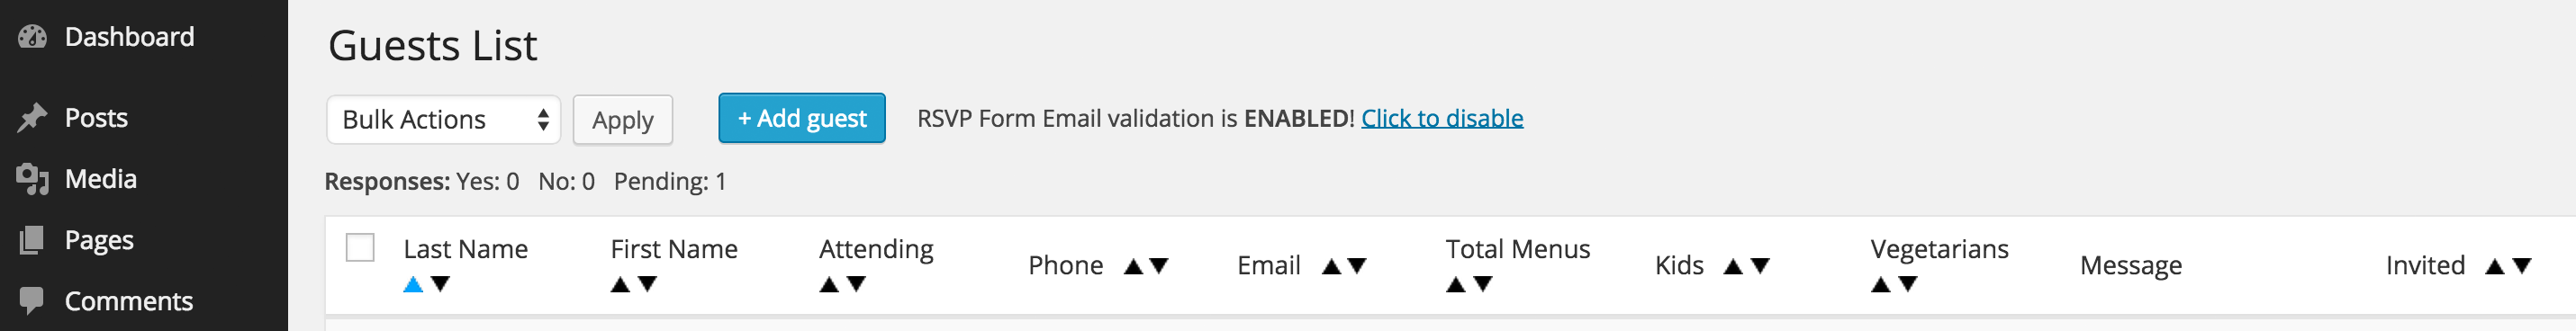 Dashboard
Posts
Media
Pages
Comments
Guests List
Bulk Actions Apply + Add guest RSVP Form Email validation is ENABLED! Click to disable
Responses: Yes: 0 No: 0 Pending: 1
Last Name First Name Attending Phone Email Total Menus Kids Vegetarians Message Invited